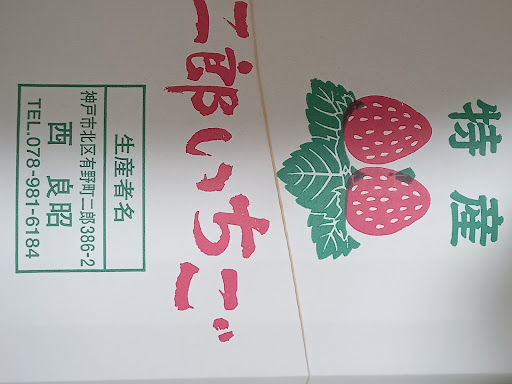 特産
二郎いちご
生産者名
神戸市北区有野町二郎386-2
西 良昭
TEL.078-981-6184